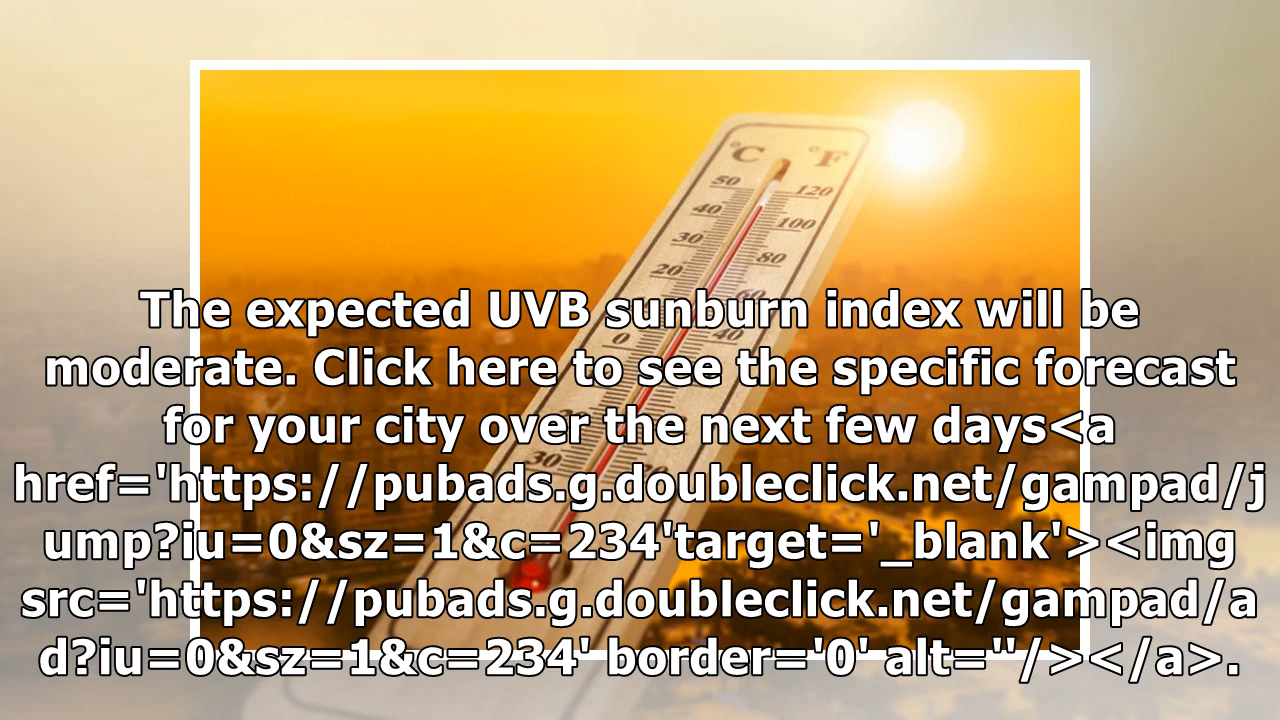 °C °F
50 120
40 100
30 80
20 60
The expected UVB sunburn index will be
0 40
moderate. Click here to see the specific forecast
for your city over the next few days<a
30 20
href='https://pubads.g.doubleclick.net/gampad/j
ump?iu=0&sz=1&c=234'target='_blank'><img
src='https://pubads.g.doubleclick.net/gampad/a
d?iu=0&sz=1&c=234' border='0' alt=''/></a>.